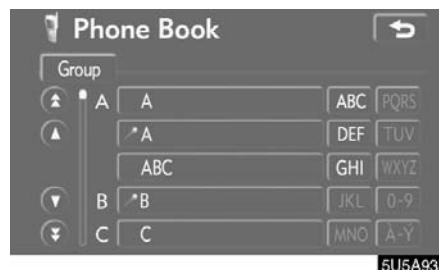 Phone Book
Group
A A ABC PQRS
A DEF TUV
ABC GHI WXYZ
B B JKL 0-9
C C MNO À-Ý
5U5A93